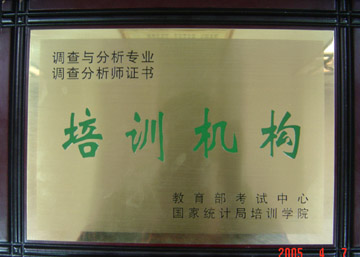 调查与分析专业
调查分析师证书
培训机构
教育部考试中心
国家统计局培训学院
2005 4 7